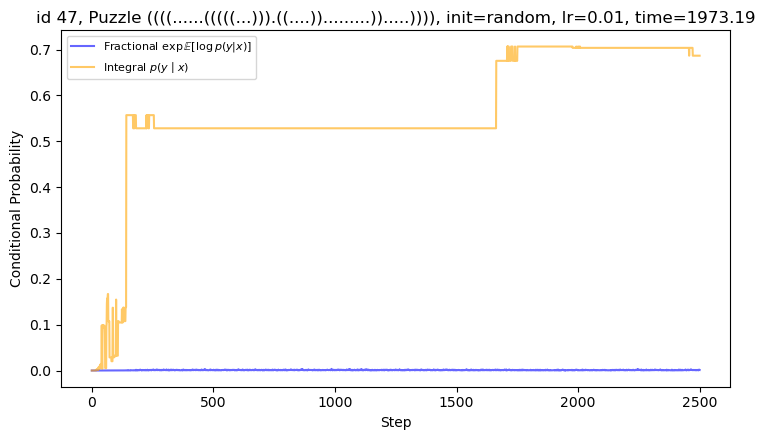 id 47, Puzzle ((((......(((((...))).((....)).........)).....)))), init=random, lr=0.01, time=1973.19
Fractional exp𝔼[log p(y|x)]
Integral p(y | x)
Conditional Probability
0.7
0.6
0.5
0.4
0.3
0.2
0.1
0.0
0 500 1000 1500 2000 2500
Step